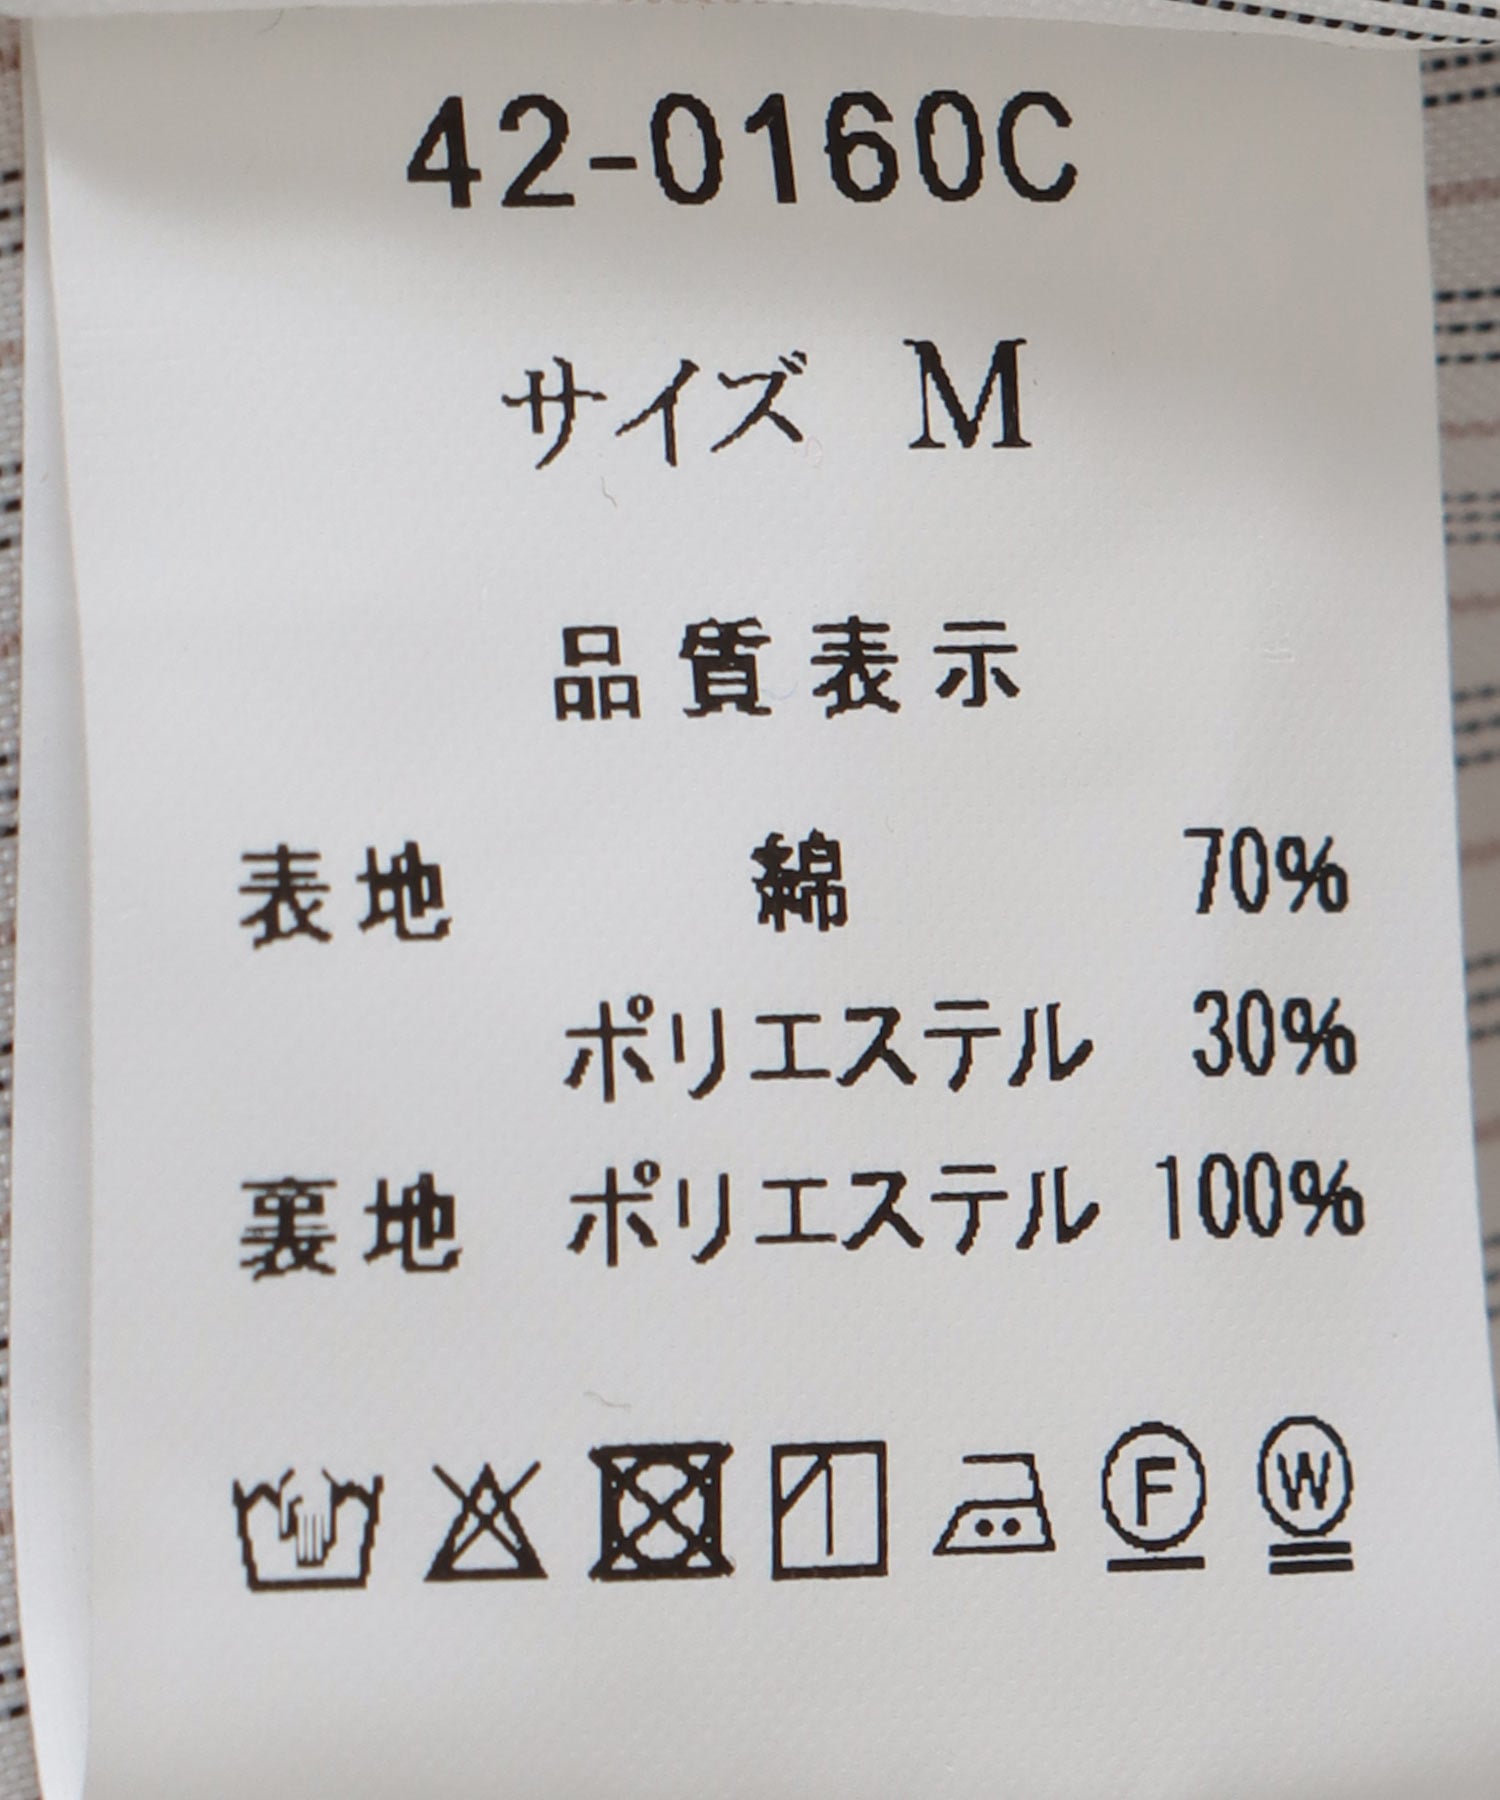 42-0160C
サイズ M
品質表示
表地 綿 70%
ポリエステル 30%
裏地 ポリエステル 100%
F W